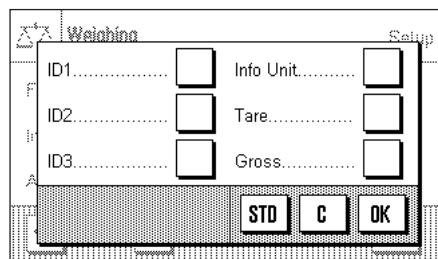 Weighing Setup
ID1................. Info Unit..........
ID2................. Tare..................
ID3................. Gross..............
STD C OK